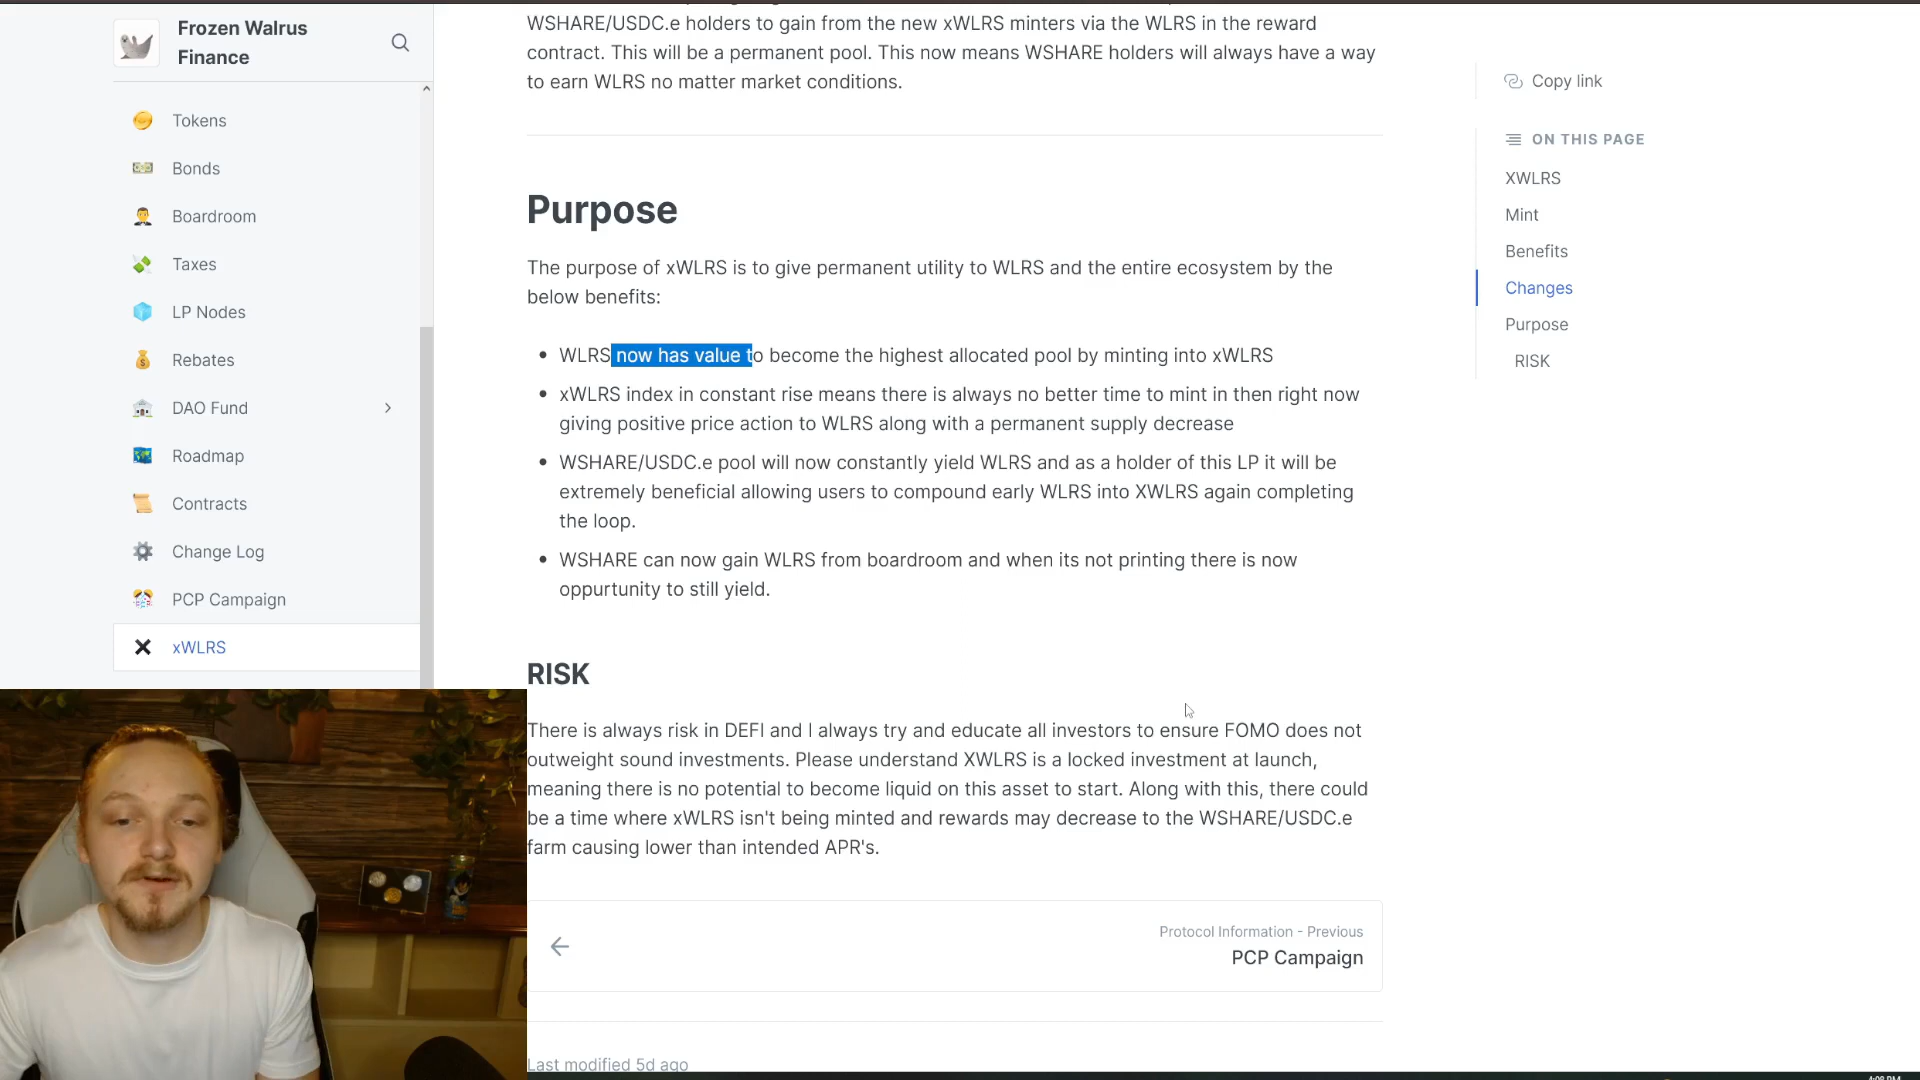 Frozen Walrus
Finance
Tokens
Bonds
Boardroom
Taxes
LP Nodes
Rebates
DAO Fund
Roadmap
Contracts
Change Log
PCP Campaign
xWLRS
WSHARE/USDC.e holders to gain from the new xWLRS minters via the WLRS in the reward
contract. This will be a permanent pool. This now means WSHARE holders will always have a way
to earn WLRS no matter market conditions.
Purpose
The purpose of xWLRS is to give permanent utility to WLRS and the entire ecosystem by the
below benefits:
• WLRS now has value to become the highest allocated pool by minting into xWLRS
• xWLRS index in constant rise means there is always no better time to mint in then right now
giving positive price action to WLRS along with a permanent supply decrease
• WSHARE/USDC.e pool will now constantly yield WLRS and as a holder of this LP it will be
extremely beneficial allowing users to compound early WLRS into XWLRS again completing
the loop.
• WSHARE can now gain WLRS from boardroom and when its not printing there is now
oppurtunity to still yield.
RISK
There is always risk in DEFI and I always try and educate all investors to ensure FOMO does not
outweight sound investments. Please understand XWLRS is a locked investment at launch,
meaning there is no potential to become liquid on this asset to start. Along with this, there could
be a time where xWLRS isn't being minted and rewards may decrease to the WSHARE/USDC.e
farm causing lower than intended APR's.
Protocol Information - Previous
PCP Campaign
Last modified 5d ago
Copy link
ON THIS PAGE
XWLRS
Mint
Benefits
Changes
Purpose
RISK